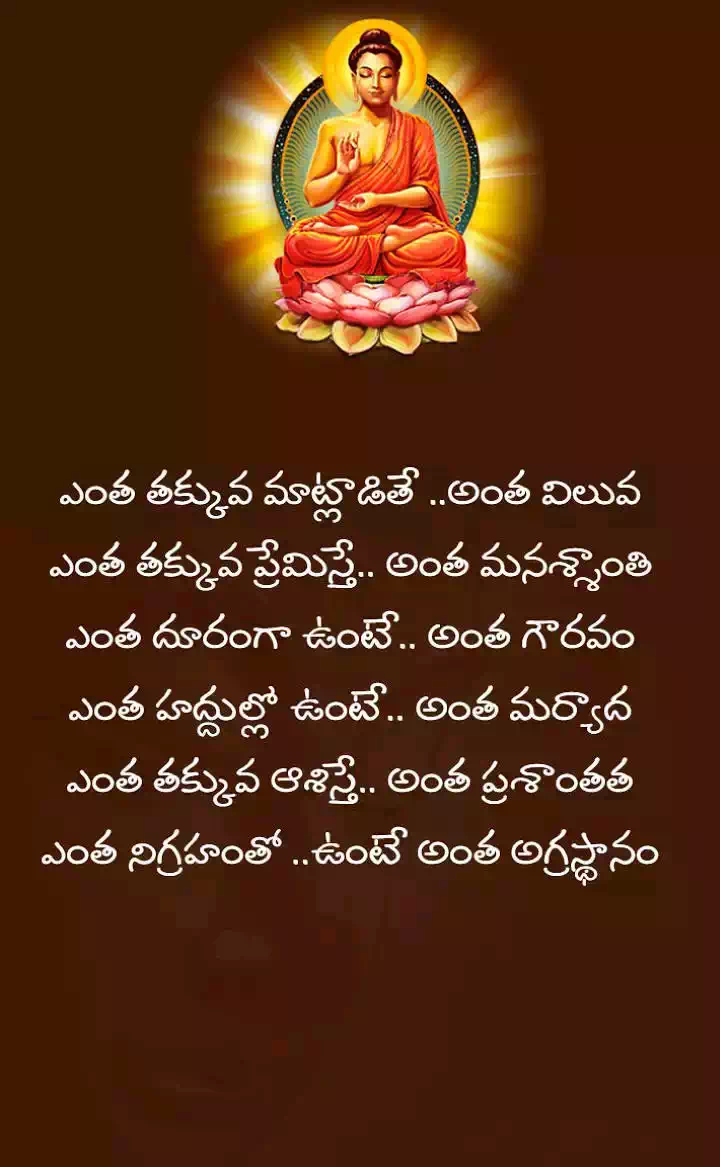 ఎంత తక్కువ మాట్లాడితే ..అంత విలువ
ఎంత తక్కువ ప్రేమిస్తే.. అంత మనశ్శాంతి
ఎంత దూరంగా ఉంటే.. అంత గౌరవం
ఎంత హద్దుల్లో ఉంటే.. అంత మర్యాద
ఎంత తక్కువ ఆశిస్తే.. అంత ప్రశాంతత
ఎంత నిగ్రహంతో ..ఉంటే అంత అగ్రస్థానం